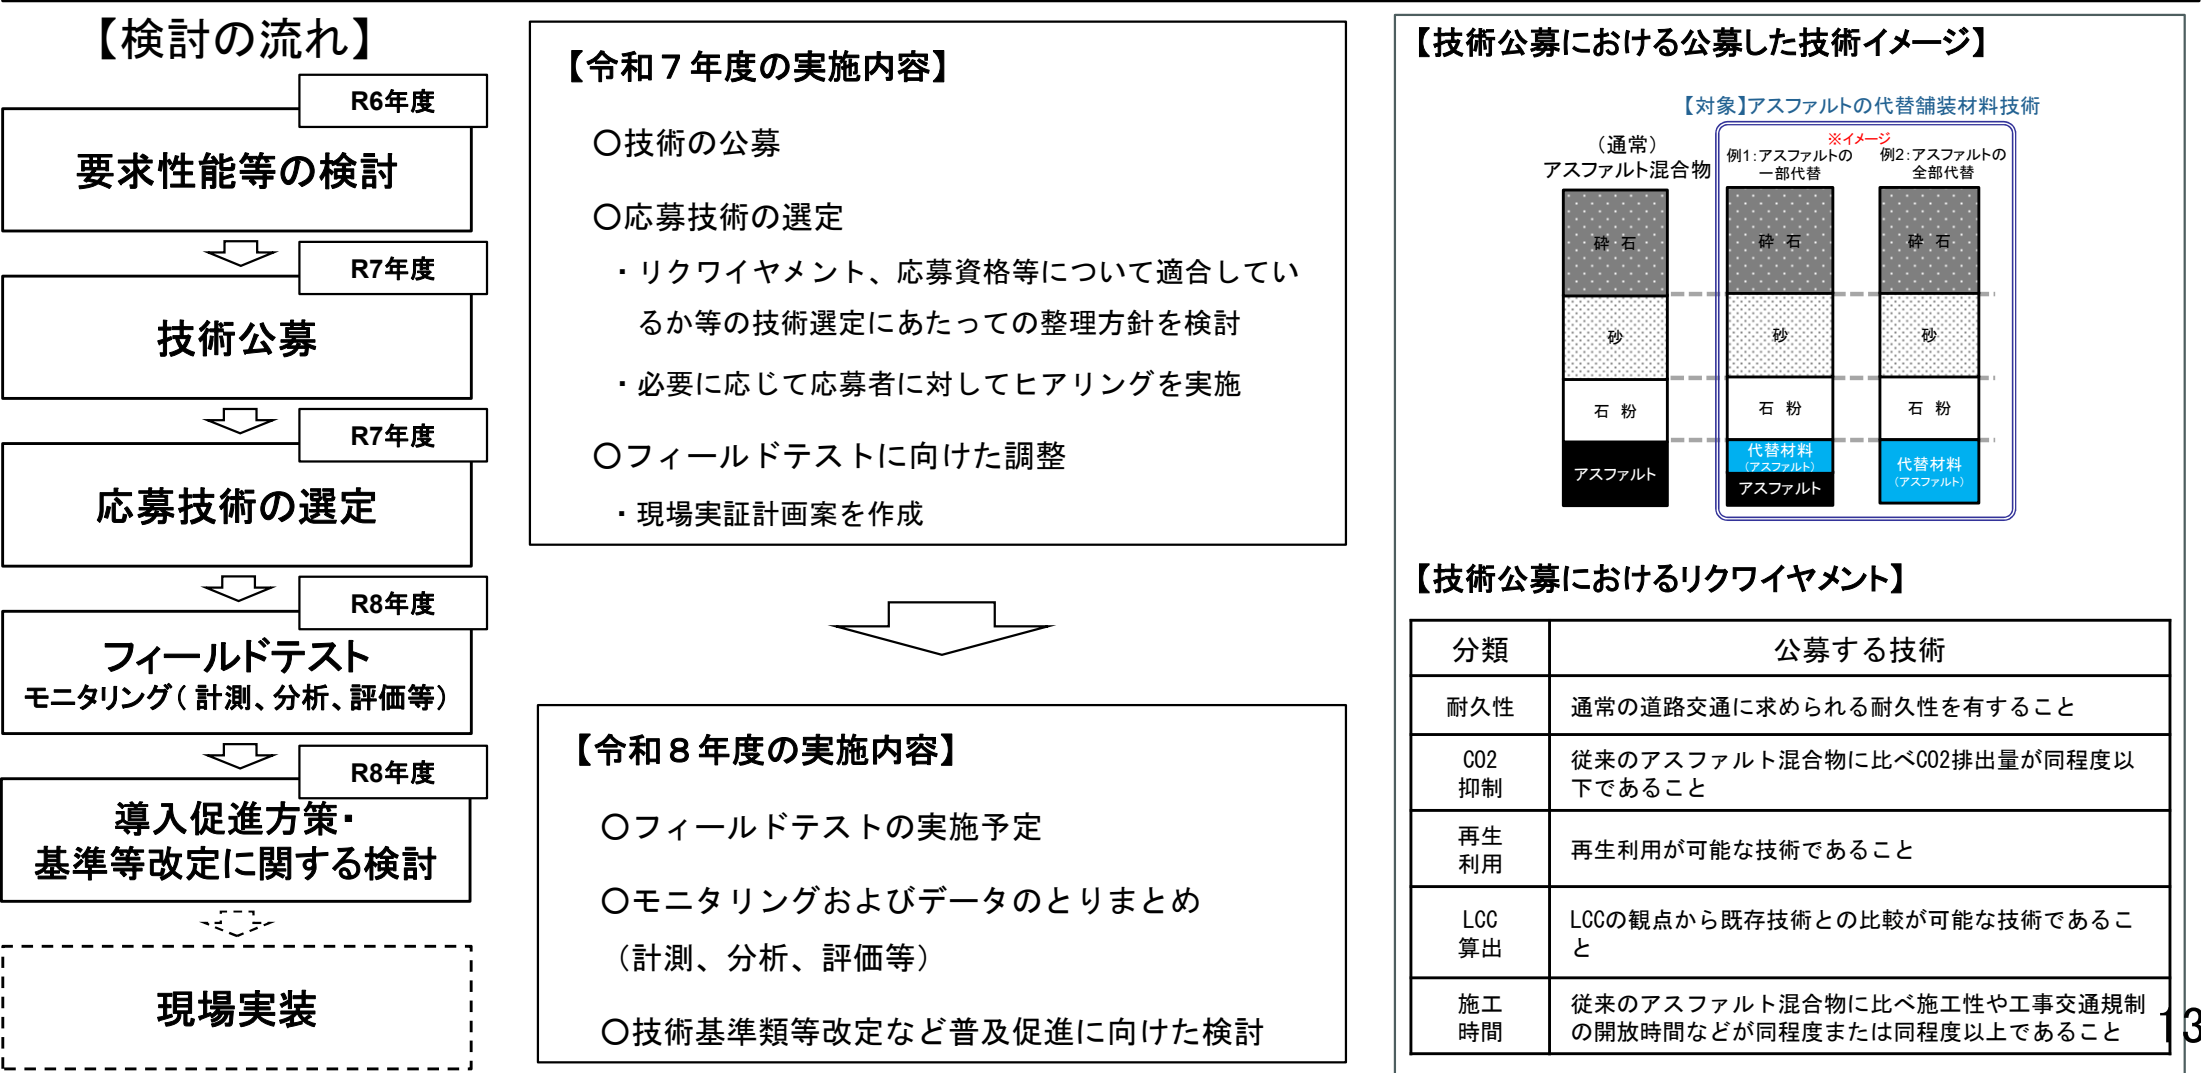 【検討の流れ】
R6年度
要求性能等の検討
R7年度
技術公募
R7年度
応募技術の選定
R8年度
フィールドテスト
モニタリング(計測、分析、評価等)
R8年度
導入促進方策・
基準等改定に関する検討
現場実装
【令和7年度の実施内容】
〇技術の公募
〇応募技術の選定
・リクワイヤメント、応募資格等について適合してい
るか等の技術選定にあたっての整理方針を検討
・必要に応じて応募者に対してヒアリングを実施
〇フィールドテストに向けた調整
・現場実証計画案を作成
【令和8年度の実施内容】
〇フィールドテストの実施予定
〇モニタリングおよびデータのとりまとめ
(計測、分析、評価等)
〇技術基準類等改定など普及促進に向けた検討
【技術公募における公募した技術イメージ】
【対象】アスファルトの代替舗装材料技術
※イメージ
(通常)
アスファルト混合物
例1:アスファルトの
一部代替
例2:アスファルトの
全部代替
砕 石
砕 石
砕 石
砂
砂
砂
石 粉
石 粉
石 粉
アスファルト
代替材料
(アスファルト)
アスファルト
代替材料
(アスファルト)
【技術公募におけるリクワイヤメント】
分類
公募する技術
耐久性
通常の道路交通に求められる耐久性を有すること
CO2
抑制
従来のアスファルト混合物に比べCO2排出量が同程度以
下であること
再生
利用
再生利用が可能な技術であること
LCC
算出
LCCの観点から既存技術との比較が可能な技術であるこ
と
施工
時間
従来のアスファルト混合物に比べ施工性や工事交通規制
の開放時間などが同程度または同程度以上であること
13